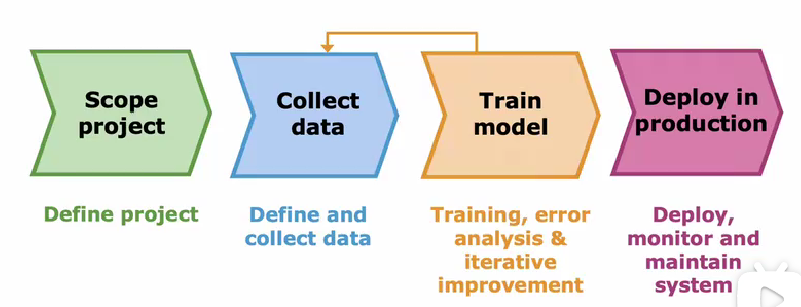 Scope
project
Collect
data
Train
model
Deploy in
production
Define project
Define and
collect data
Training, error
analysis &
iterative
improvement
Deploy,
monitor and
maintain
system